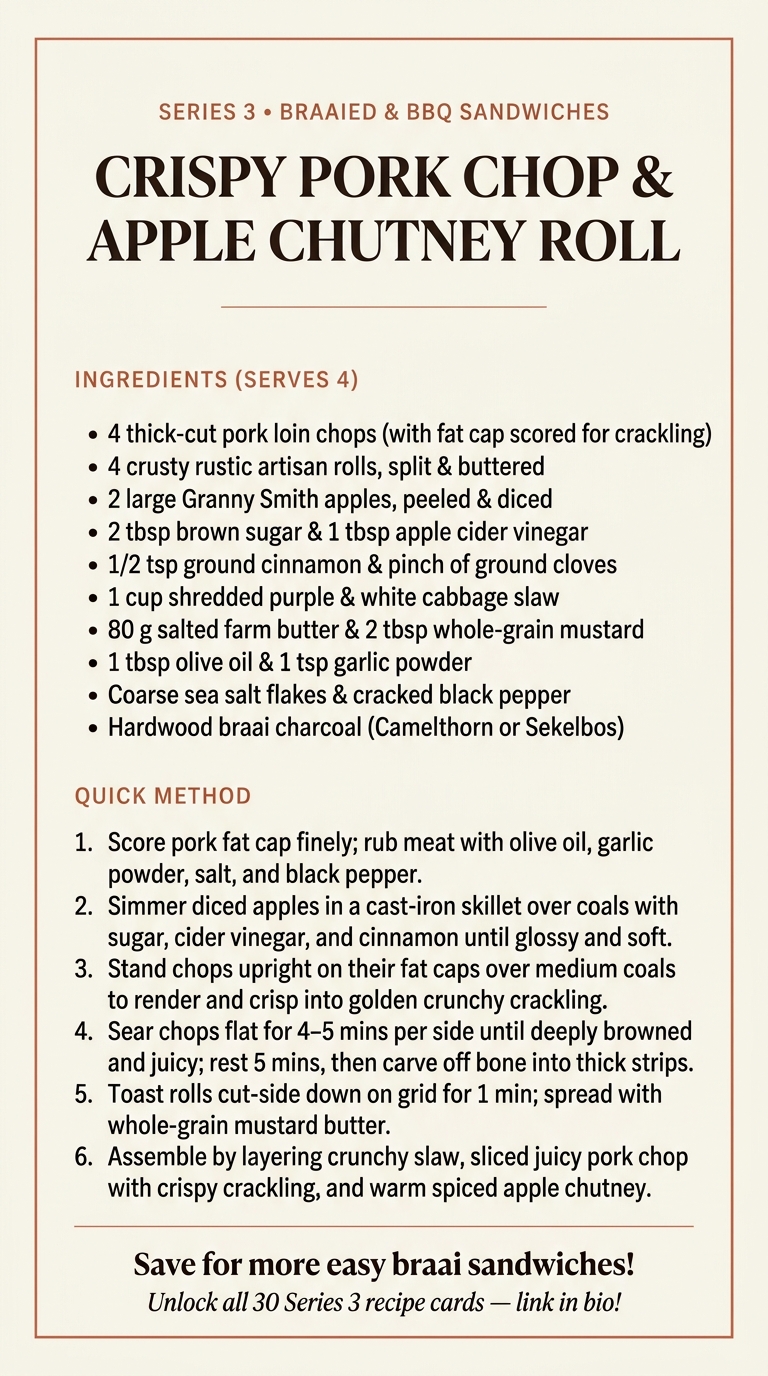 SERIES 3 • BRAAIED & BBQ SANDWICHES
CRISPY PORK CHOP &
APPLE CHUTNEY ROLL
INGREDIENTS (SERVES 4)
• 4 thick-cut pork loin chops (with fat cap scored for crackling)
• 4 crusty rustic artisan rolls, split & buttered
• 2 large Granny Smith apples, peeled & diced
• 2 tbsp brown sugar & 1 tbsp apple cider vinegar
• 1/2 tsp ground cinnamon & pinch of ground cloves
• 1 cup shredded purple & white cabbage slaw
• 80 g salted farm butter & 2 tbsp whole-grain mustard
• 1 tbsp olive oil & 1 tsp garlic powder
• Coarse sea salt flakes & cracked black pepper
• Hardwood braai charcoal (Camelthorn or Sekelbos)
QUICK METHOD
1. Score pork fat cap finely; rub meat with olive oil, garlic
powder, salt, and black pepper.
2. Simmer diced apples in a cast-iron skillet over coals with
sugar, cider vinegar, and cinnamon until glossy and soft.
3. Stand chops upright on their fat caps over medium coals
to render and crisp into golden crunchy crackling.
4. Sear chops flat for 4–5 mins per side until deeply browned
and juicy; rest 5 mins, then carve off bone into thick strips.
5. Toast rolls cut-side down on grid for 1 min; spread with
whole-grain mustard butter.
6. Assemble by layering crunchy slaw, sliced juicy pork chop
with crispy crackling, and warm spiced apple chutney.
Save for more easy braai sandwiches!
Unlock all 30 Series 3 recipe cards — link in bio!